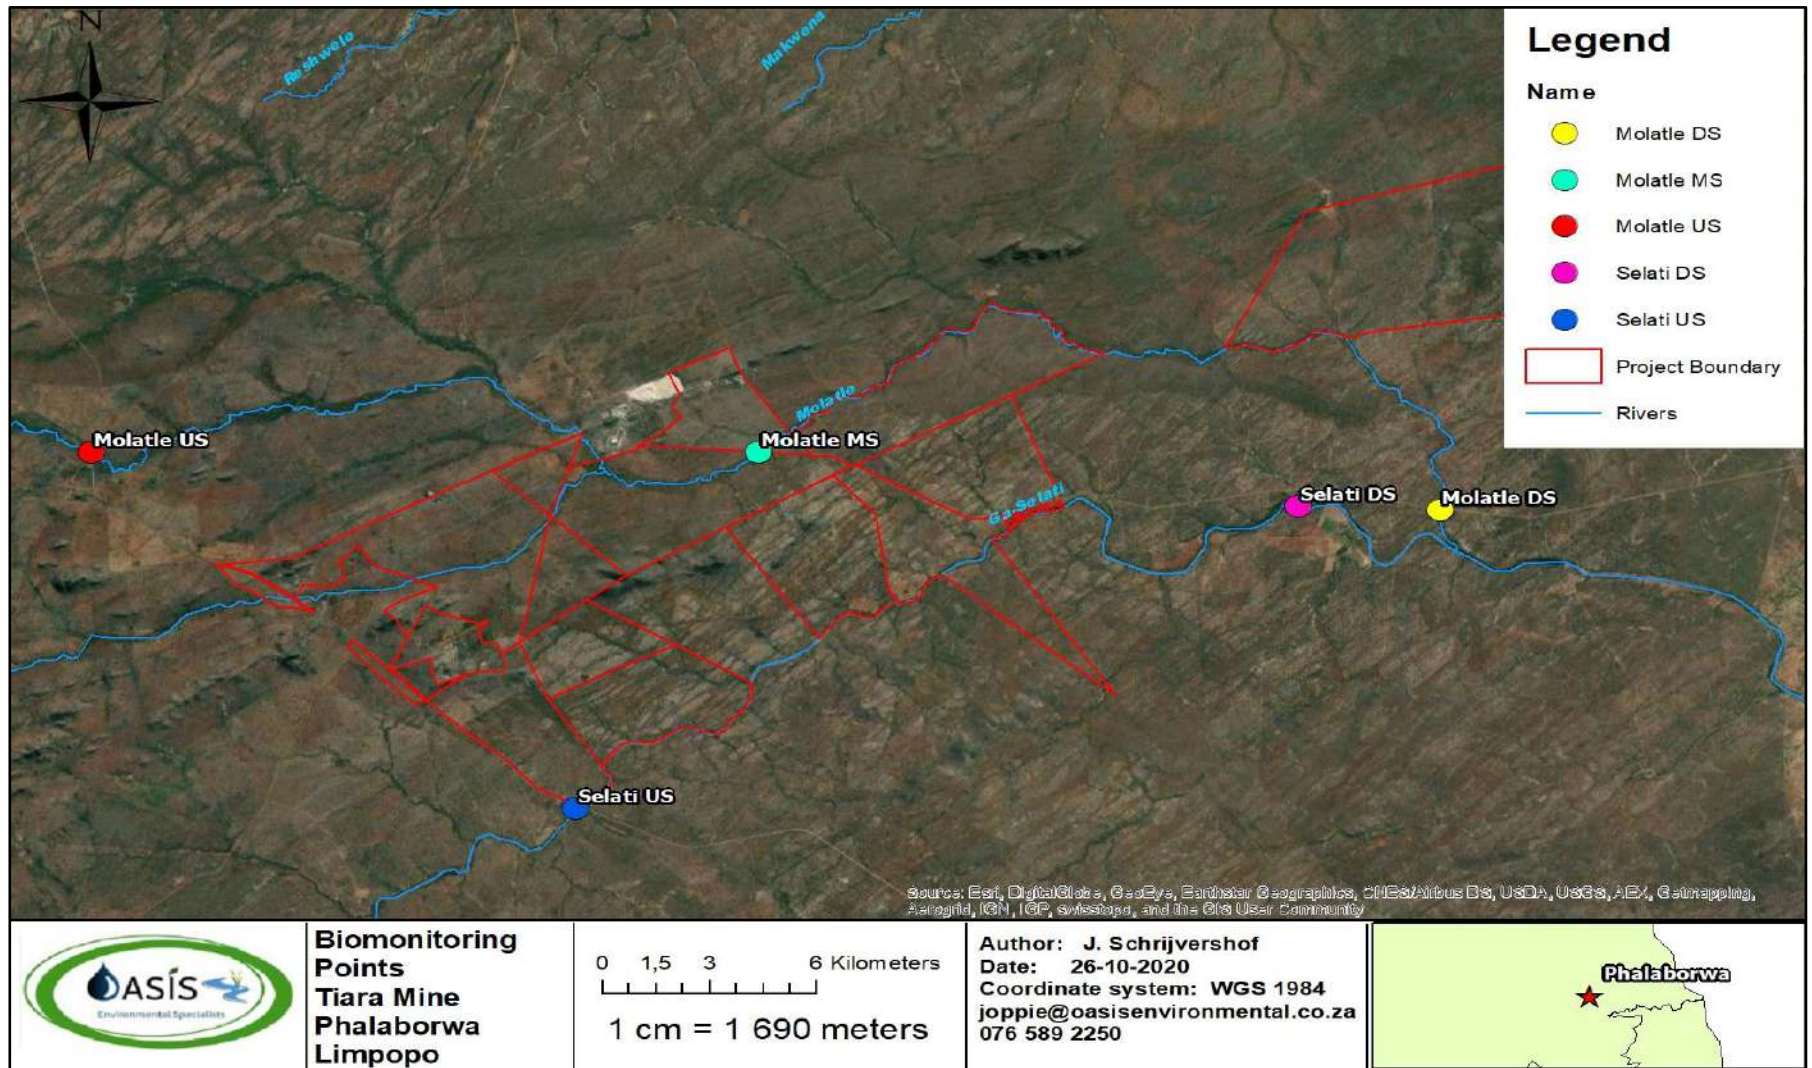 N
Reshwele
Makwena
Legend
Name
Molatle DS
Molatle MS
Molatle US
Selati DS
Selati US
Project Boundary
Rivers
Molatle
Molatle US
Molatle MS
Ga-Selati
Selati DS
Molatle DS
Selati US
Source: Esri, DigitalGlobe, GeoEye, Earthstar Geographics, CNES/Airbus DS, USDA, USGS, AEX, Getmapping,
Aerogrid, IGN, IGP, swisstopo, and the GIS User Community
OASÍS
Environmental Specialists
Biomonitoring
Points
Tiara Mine
Phalaborwa
Limpopo
0 1,5 3 6 Kilometers
1 cm = 1 690 meters
Author: J. Schrijvershof
Date: 26-10-2020
Coordinate system: WGS 1984
joppie@oasisenvironmental.co.za
076 589 2250
Phalaborwa